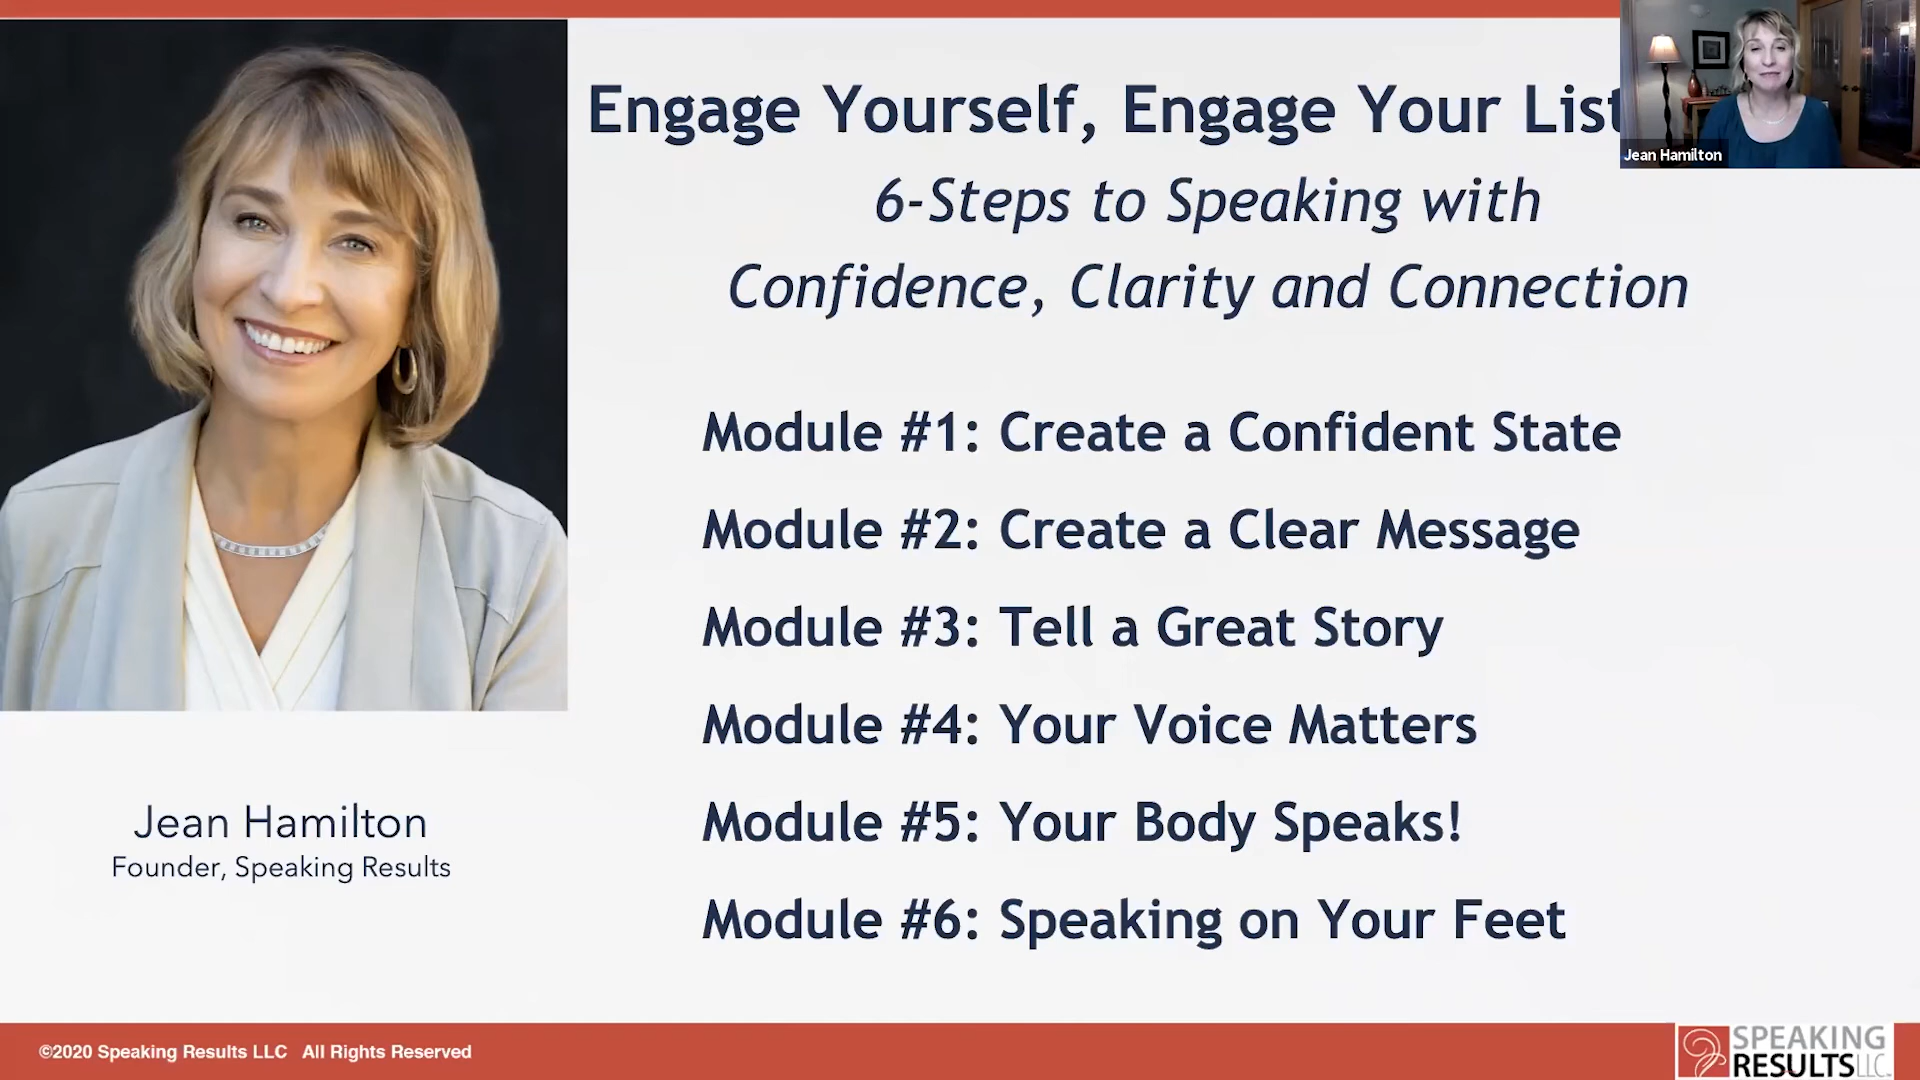 Engage Yourself, Engage Your List
Jean Hamilton
6-Steps to Speaking with
Confidence, Clarity and Connection
Module #1: Create a Confident State
Module #2: Create a Clear Message
Module #3: Tell a Great Story
Module #4: Your Voice Matters
Module #5: Your Body Speaks!
Module #6: Speaking on Your Feet
Jean Hamilton
Founder, Speaking Results
©2020 Speaking Results LLC All Rights Reserved
SPEAKING
RESULTS LLC